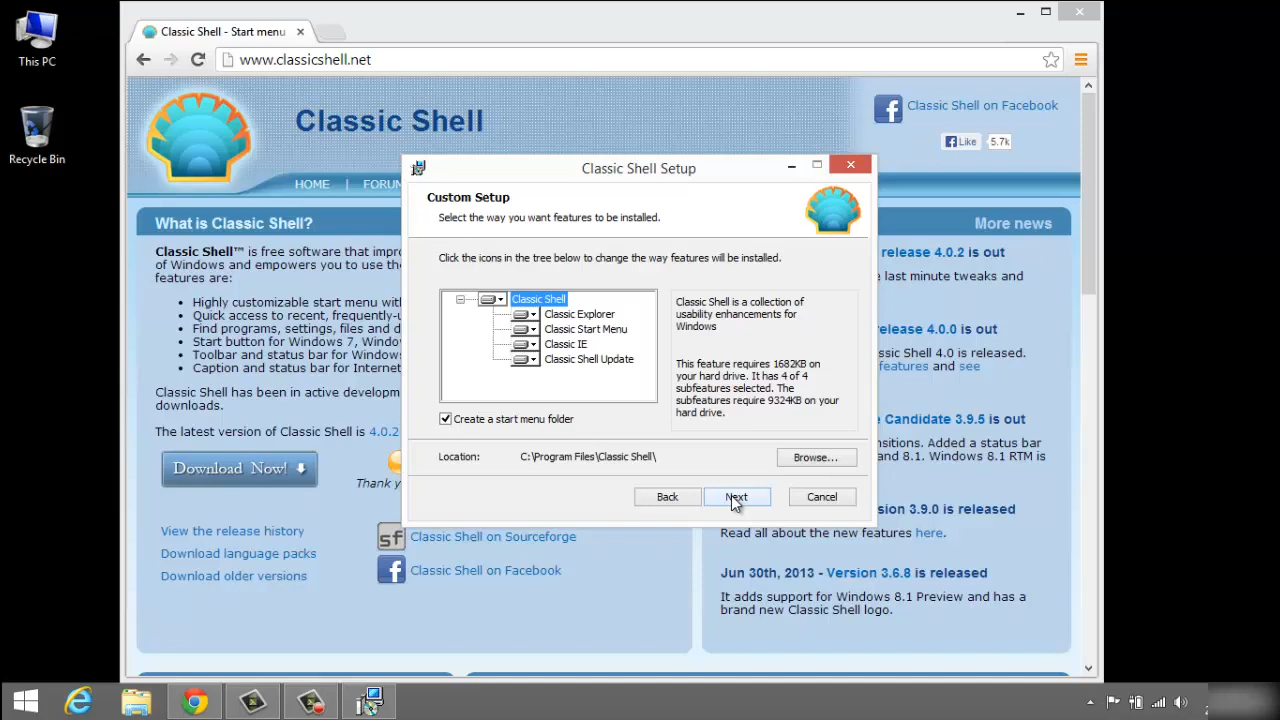 This PC
Recycle Bin
Classic Shell - Start menu
www.classicshell.net
Classic Shell
Classic Shell on Facebook
Like 5.7k
HOME | FORUM
What is Classic Shell?
Classic Shell™ is free software that
of Windows and empowers you to use the
features are:
Highly customizable start menu
Quick access to recent, frequently-
Find programs, settings, files and
Start button for Windows 7,
Toolbar and status bar for Windows
Caption and status bar for Internet
Classic Shell has been in active
downloads.
The latest version of Classic Shell is 4.0.2
Download Now!
Thank
View the release history
Download language packs
Download older versions
sf Classic Shell on Sourceforge
Classic Shell on Facebook
Classic Shell Setup
Custom Setup
Select the way you want features to be installed.
Click the icons in the tree below to change the way features will be installed.
Classic Shell
Classic Explorer
Classic Start Menu
Classic IE
Classic Shell Update
Classic Shell is a collection of
usability enhancements for
Windows
This feature requires 1682KB on
your hard drive. It has 4 of 4
subfeatures selected. The
subfeatures require 9324KB on your
hard drive.
Create a start menu folder
Location: C:\Program Files\Classic Shell\
Browse...
Back Next Cancel
More news
release 4.0.2 is out
last minute tweaks and
release 4.0.0 is out
Classic Shell 4.0 is released.
features and see
Candidate 3.9.5 is out
Added a status bar
and 8.1. Windows 8.1 RTM is
3.9.0 is released
Read all about the new features here.
Jun 30th, 2013 - Version 3.6.8 is released
It adds support for Windows 8.1 Preview and has a
brand new Classic Shell logo.